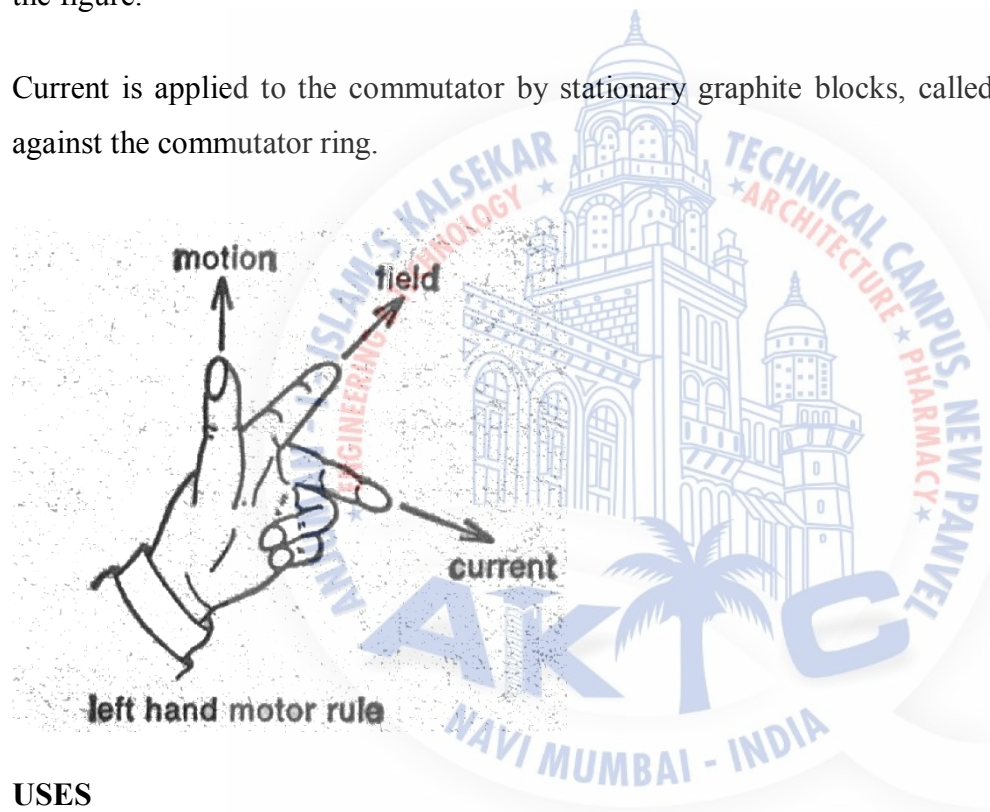 the figure.
Current is applied to the commutator by stationary graphite blocks, called
against the commutator ring.
motion
field
current
left hand motor rule
USES
ANJUMAN-I-ISLAM'S KALSEKAR TECHNICAL CAMPUS, NEW PANVEL
ENGINEERING ★ TECHNOLOGY ★ ARCHITECTURE ★ PHARMACY ★
AKTC
NAVI MUMBAI - INDIA